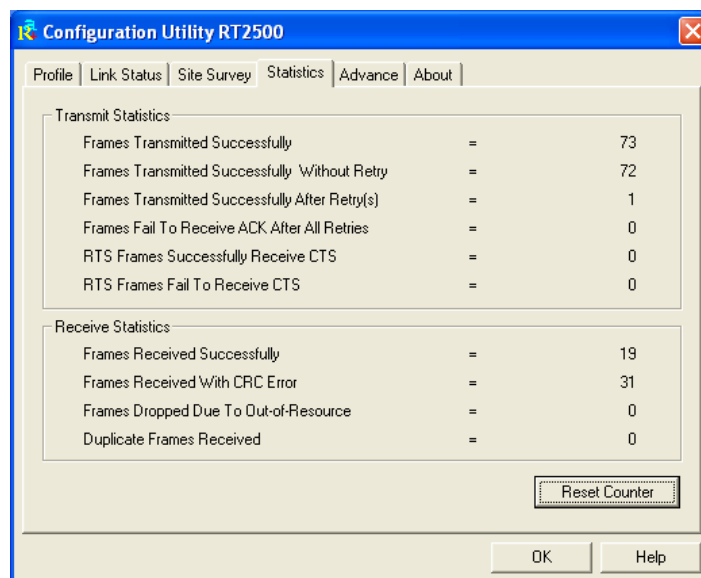 Configuration Utility RT2500
Profile Link Status Site Survey Statistics Advance About
Transmit Statistics
Frames Transmitted Successfully = 73
Frames Transmitted Successfully Without Retry = 72
Frames Transmitted Successfully After Retry(s) = 1
Frames Fail To Receive ACK After All Retries = 0
RTS Frames Successfully Receive CTS = 0
RTS Frames Fail To Receive CTS = 0
Receive Statistics
Frames Received Successfully = 19
Frames Received With CRC Error = 31
Frames Dropped Due To Out-of-Resource = 0
Duplicate Frames Received = 0
Reset Counter
OK Help